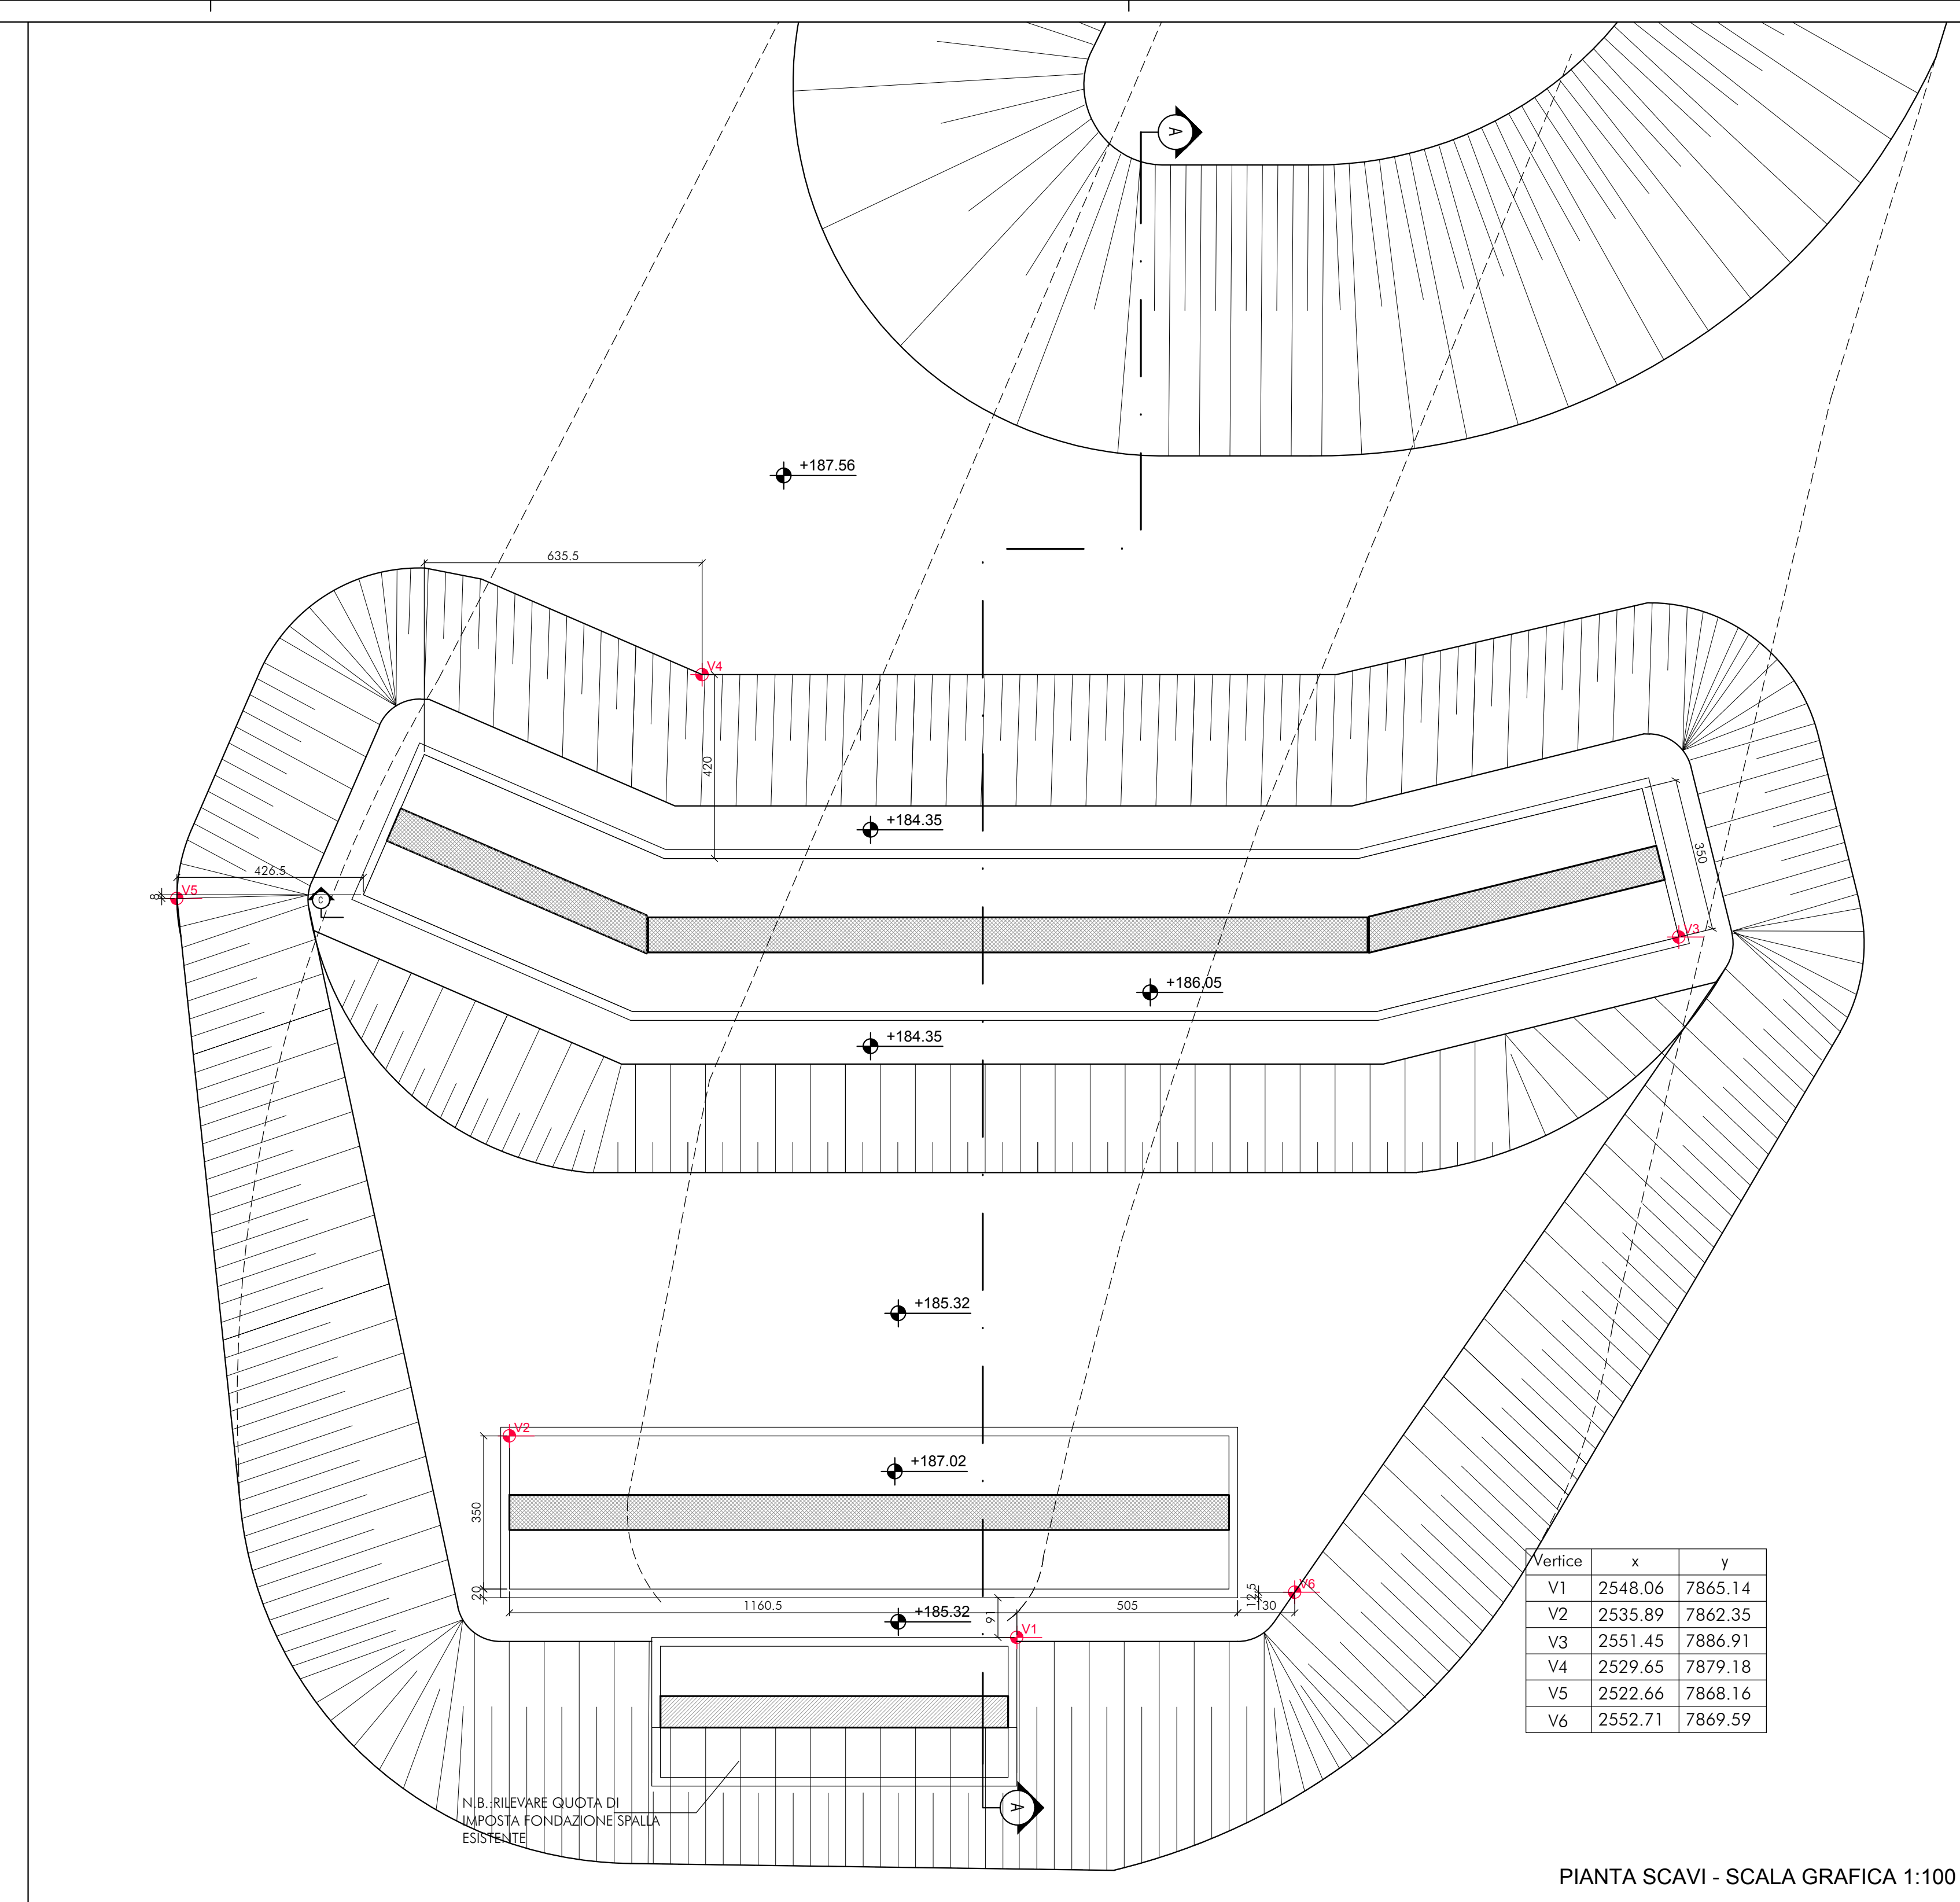 A
+187.56
635.5
V4
420
+184.35
350
426.5
8
V5
C
V3
+186.05
+184.35
+185.32
V2
+187.02
350
20
12.5
V6
1160.5
505
130
+185.32
91
V1
Vertice x y
V1 2548.06 7865.14
V2 2535.89 7862.35
V3 2551.45 7886.91
V4 2529.65 7879.18
V5 2522.66 7868.16
V6 2552.71 7869.59
A
N.B.:RILEVARE QUOTA DI
IMPOSTA FONDAZIONE SPALLA
ESISTENTE
PIANTA SCAVI - SCALA GRAFICA 1:100